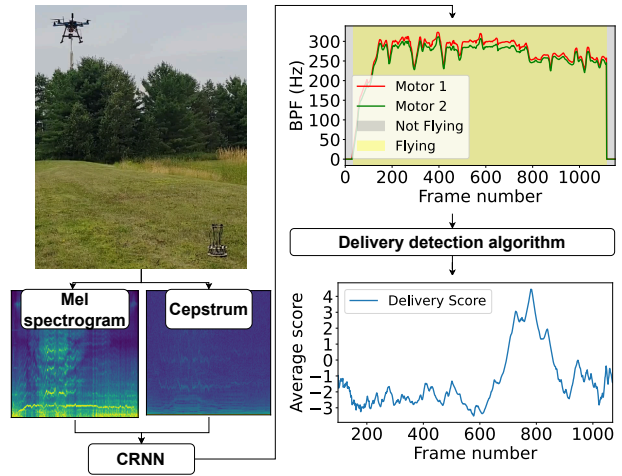 Mel
spectrogram
Cepstrum
CRNN
BPF (Hz)
300
250
200
150
100
50
0
Motor 1
Motor 2
Not Flying
Flying
0 200 400 600 800 1000
Frame number
Delivery detection algorithm
Average score
4
3
2
1
0
−1
−2
−3
Delivery Score
200 400 600 800 1000
Frame number